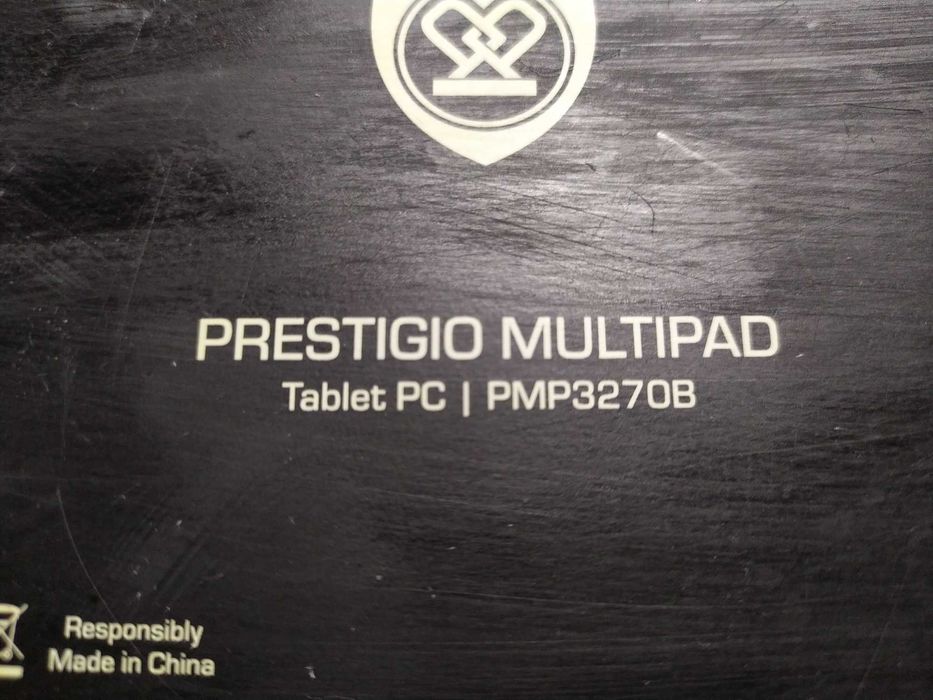 PRESTIGIO MULTIPAD
Tablet PC | PMP3270B
Responsibly
Made in China